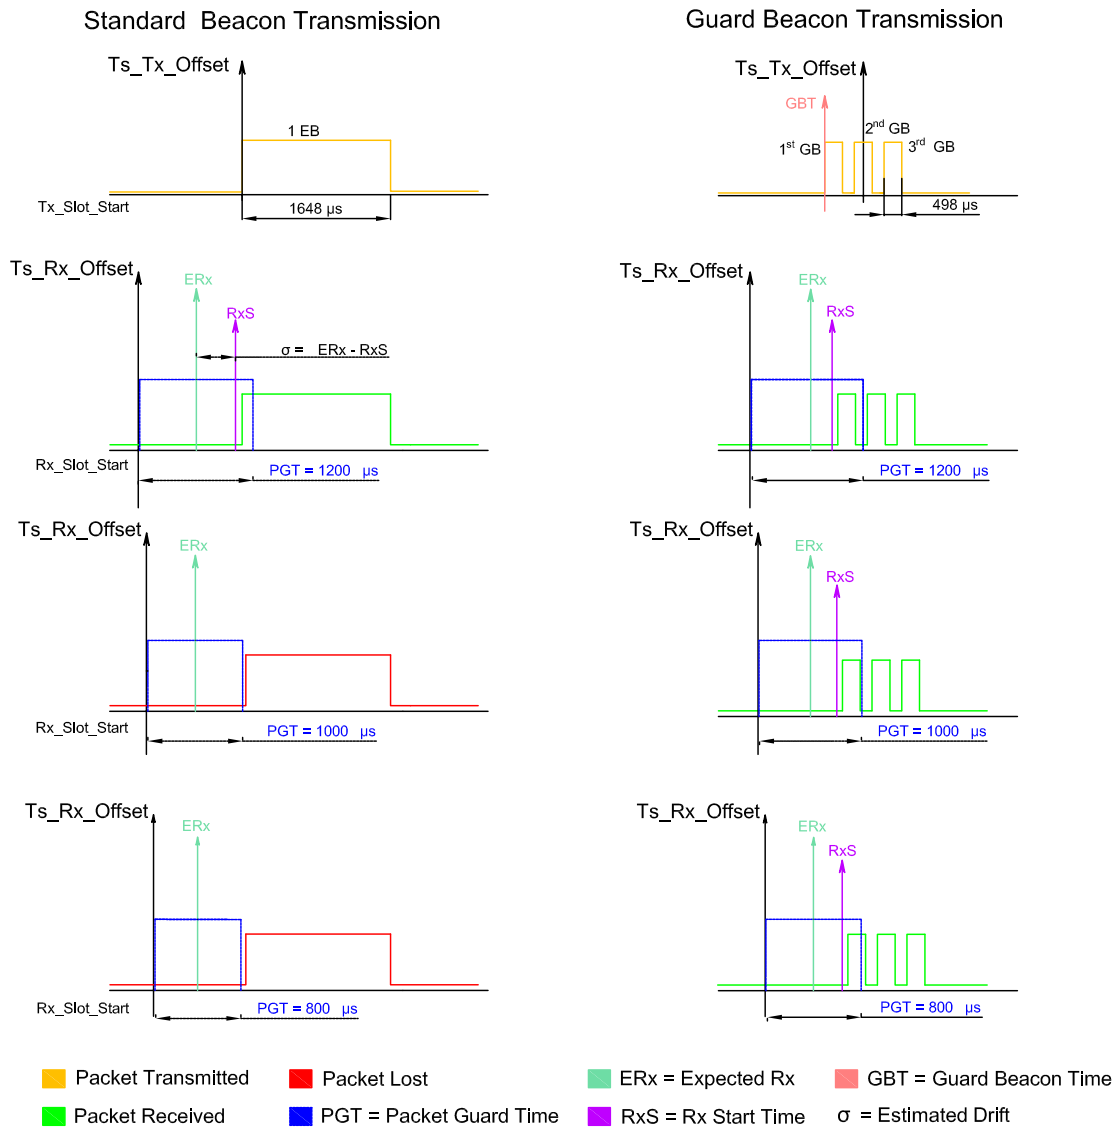 Standard Beacon Transmission
Guard Beacon Transmission
Ts_Tx_Offset
1 EB
Tx_Slot_Start
1648 µs
Ts_Tx_Offset
GBT
2nd GB
1st GB
3rd GB
498 µs
Ts_Rx_Offset
ERx
RxS
σ = ERx - RxS
Rx_Slot_Start
PGT = 1200 µs
Ts_Rx_Offset
ERx
RxS
PGT = 1200 µs
Ts_Rx_Offset
ERx
Rx_Slot_Start
PGT = 1000 µs
Ts_Rx_Offset
ERx
RxS
PGT = 1000 µs
Ts_Rx_Offset
ERx
Rx_Slot_Start
PGT = 800 µs
Ts_Rx_Offset
ERx
RxS
PGT = 800 µs
Packet Transmitted
Packet Lost
ERx = Expected Rx
GBT = Guard Beacon Time
Packet Received
PGT = Packet Guard Time
RxS = Rx Start Time
σ = Estimated Drift